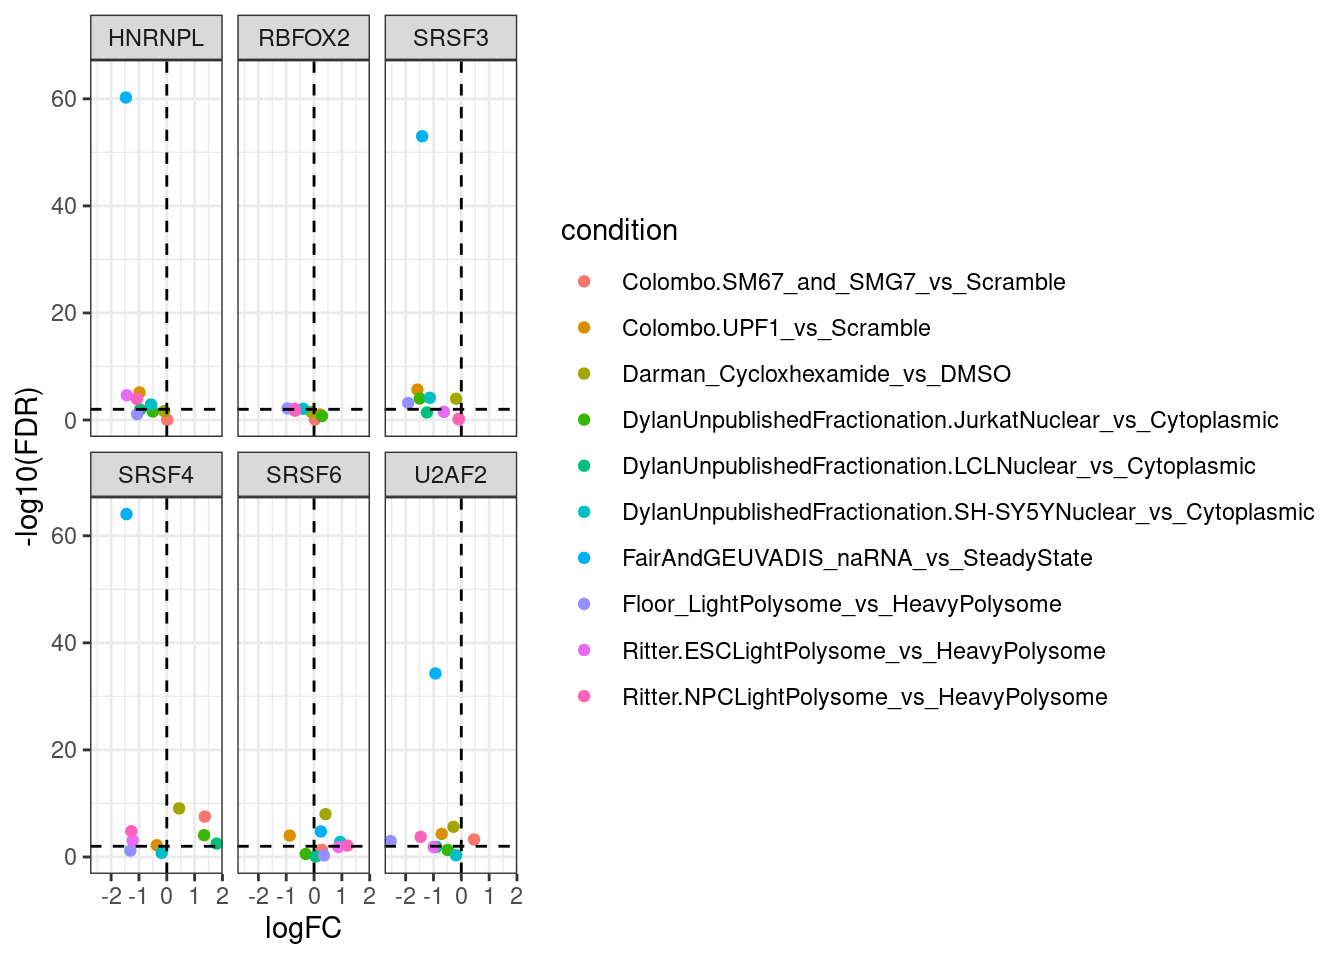 HNRNPL RBFOX2 SRSF3
60
40
20
0
SRSF4 SRSF6 U2AF2
60
40
20
0
-2 -1 0 1 2 -2 -1 0 1 2 -2 -1 0 1 2
logFC
-log10(FDR)
condition
Colombo.SM67_and_SMG7_vs_Scramble
Colombo.UPF1_vs_Scramble
Darman_Cycloxhexamide_vs_DMSO
DylanUnpublishedFractionation.JurkatNuclear_vs_Cytoplasmic
DylanUnpublishedFractionation.LCLNuclear_vs_Cytoplasmic
DylanUnpublishedFractionation.SH-SY5YNuclear_vs_Cytoplasmic
FairAndGEUVADIS_naRNA_vs_SteadyState
Floor_LightPolysome_vs_HeavyPolysome
Ritter.ESCLightPolysome_vs_HeavyPolysome
Ritter.NPCLightPolysome_vs_HeavyPolysome